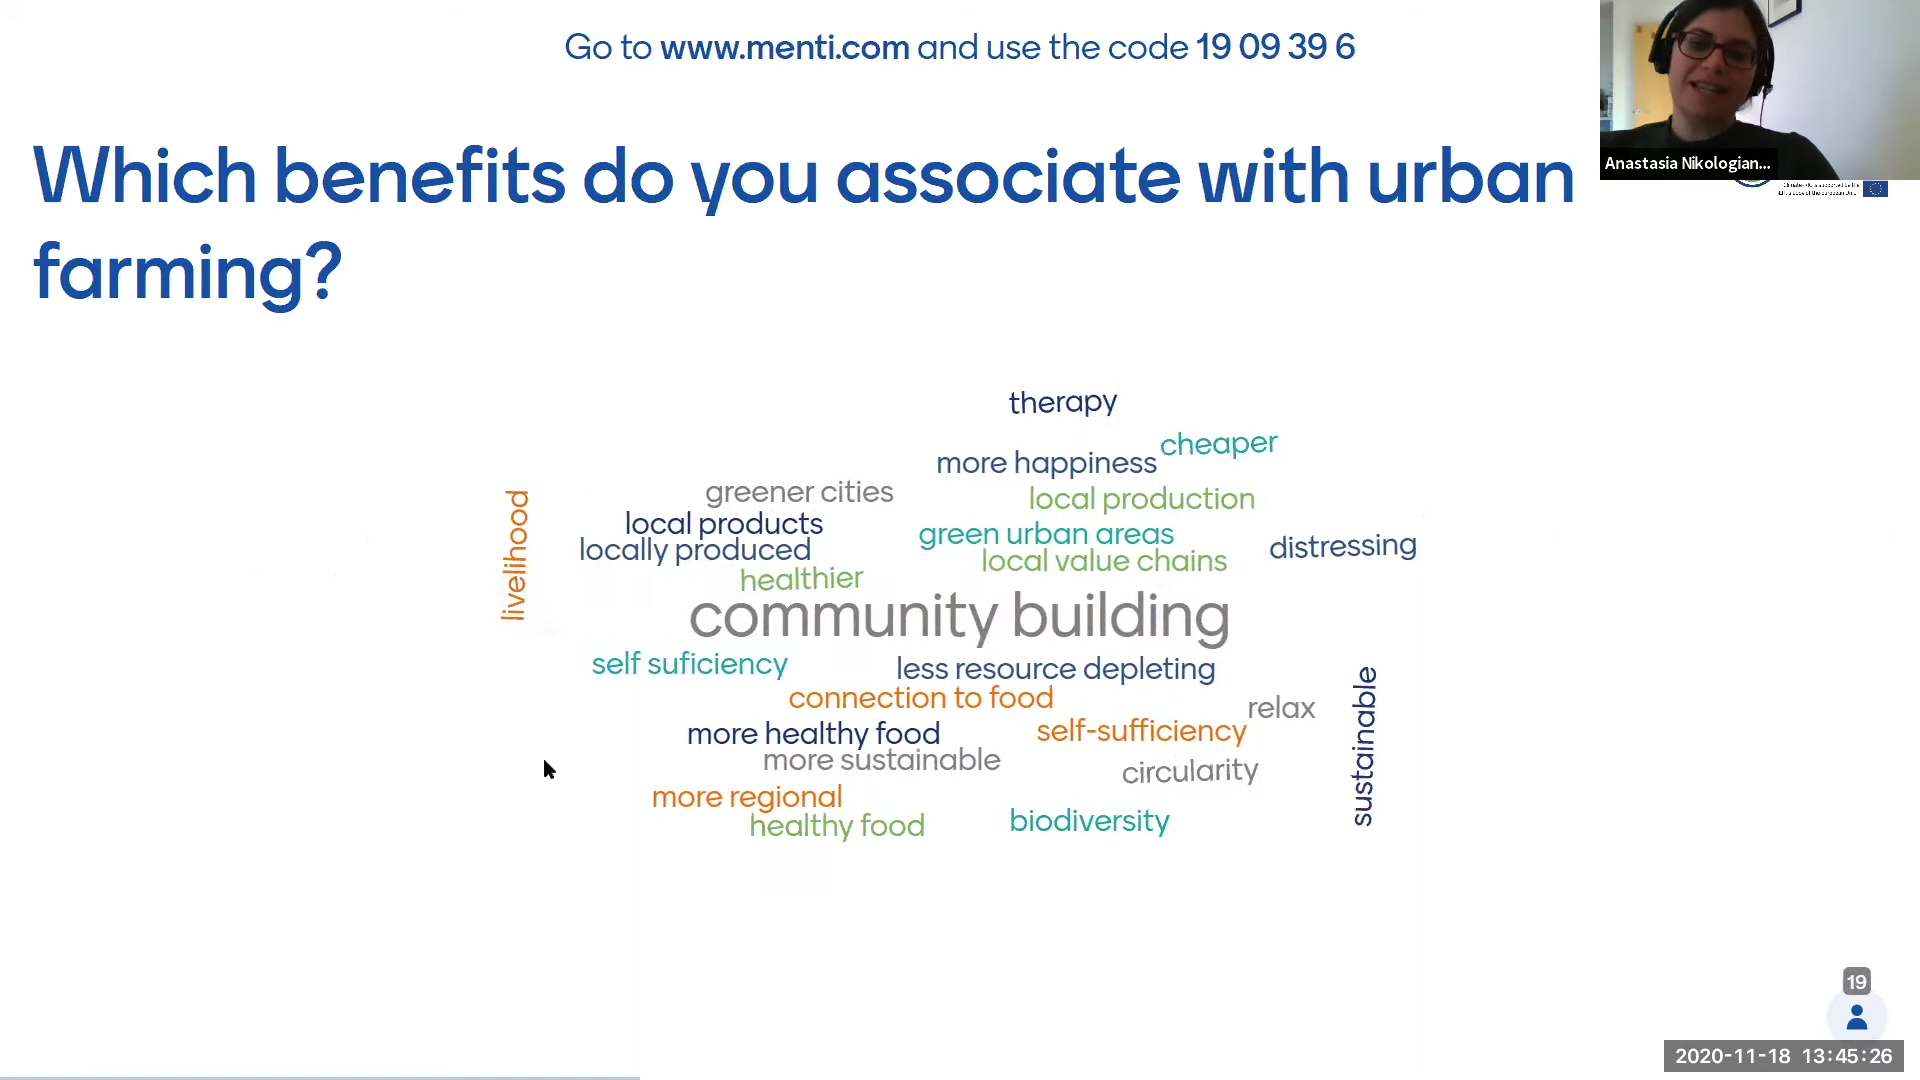 Go to www.menti.com and use the code 19 09 39 6
Anastasia Nikologian...
Which benefits do you associate with urban
farming?
therapy
cheaper
more happiness
greener cities
local production
livelihood
local products
green urban areas
locally produced
distressing
local value chains
healthier
community building
self suficiency
less resource depleting
connection to food
relax
sustainable
more healthy food
self-sufficiency
more sustainable
circularity
more regional
healthy food
biodiversity
19
2020-11-18 13:45:26